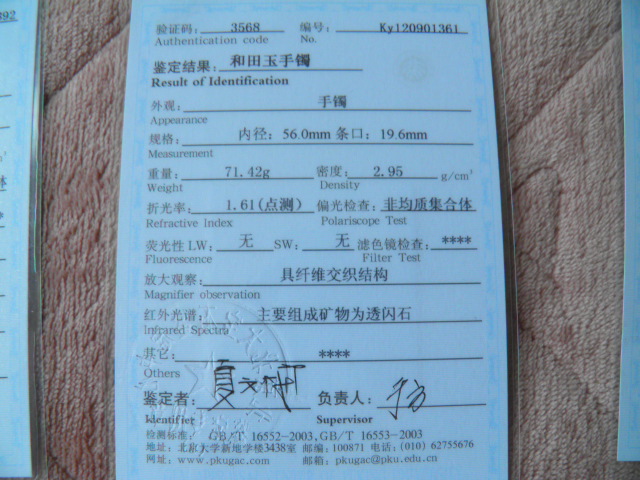 验证码: 3568 编号: Ky120901361
Authentication code No.
鉴定结果: 和田玉手镯
Result of Identification
外观: 手镯
Appearance
规格: 内径: 56.0mm 条口: 19.6mm
Measurement
重量: 71.42g 密度: 2.95 g/cm³
Weight Density
折光率: 1.61(点测) 偏光检查: 非均质集合体
Refractive Index Polariscope Test
荧光性 LW: 无 SW: 无 滤色镜检查: ****
Fluorescence Filter Test
放大观察: 具纤维交织结构
Magnifier observation
红外光谱: 主要组成矿物为透闪石
Infrared Spectra
其它: ****
Others
鉴定者: 负责人:
Identifier Supervisor
检测标准: GB/T 16552-2003,GB/T 16553-2003
地址: 北京大学新地学楼3438室 邮编: 100871 电话: (010) 62755676
网址: www.pkugac.com 邮箱: pkugac@pku.edu.cn